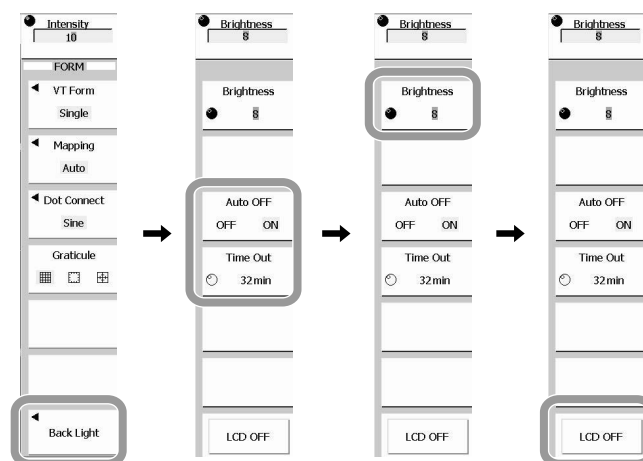 Intensity
10
FORM
VT Form
Single
Mapping
Auto
Dot Connect
Sine
Graticule
Back Light
Brightness
8
Brightness
8
Auto OFF
OFF ON
Time Out
32min
LCD OFF
Brightness
8
Brightness
8
Auto OFF
OFF ON
Time Out
32min
LCD OFF
Brightness
8
Brightness
8
Auto OFF
OFF ON
Time Out
32min
LCD OFF